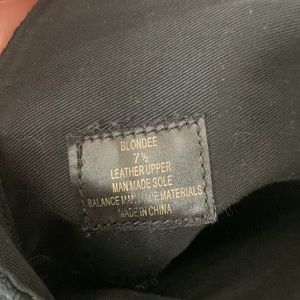 BLONDEE
7½
LEATHER UPPER
MAN MADE SOLE
BALANCE MAN MADE MATERIALS
MADE IN CHINA